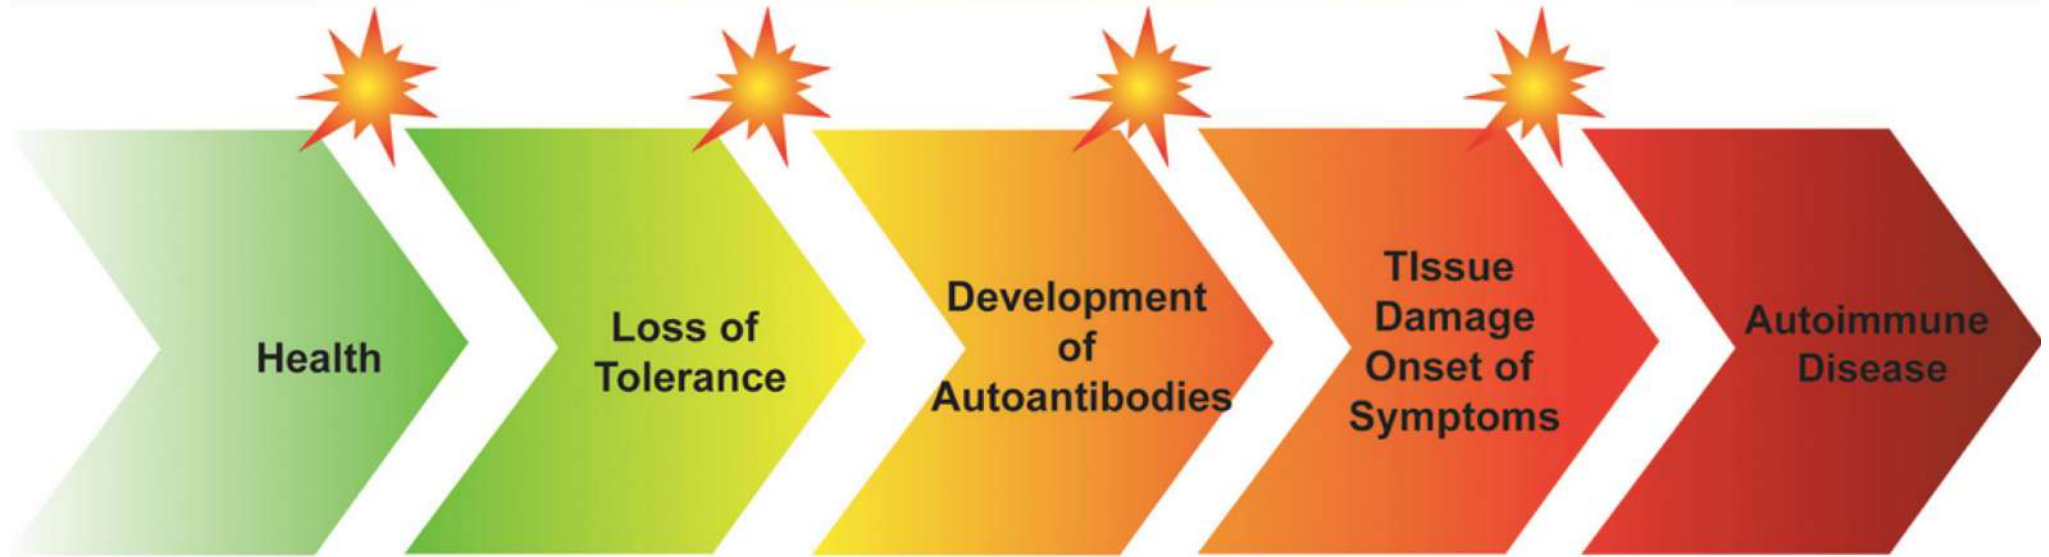 Health
Loss of
Tolerance
Development
of
Autoantibodies
TIssue
Damage
Onset of
Symptoms
Autoimmune
Disease